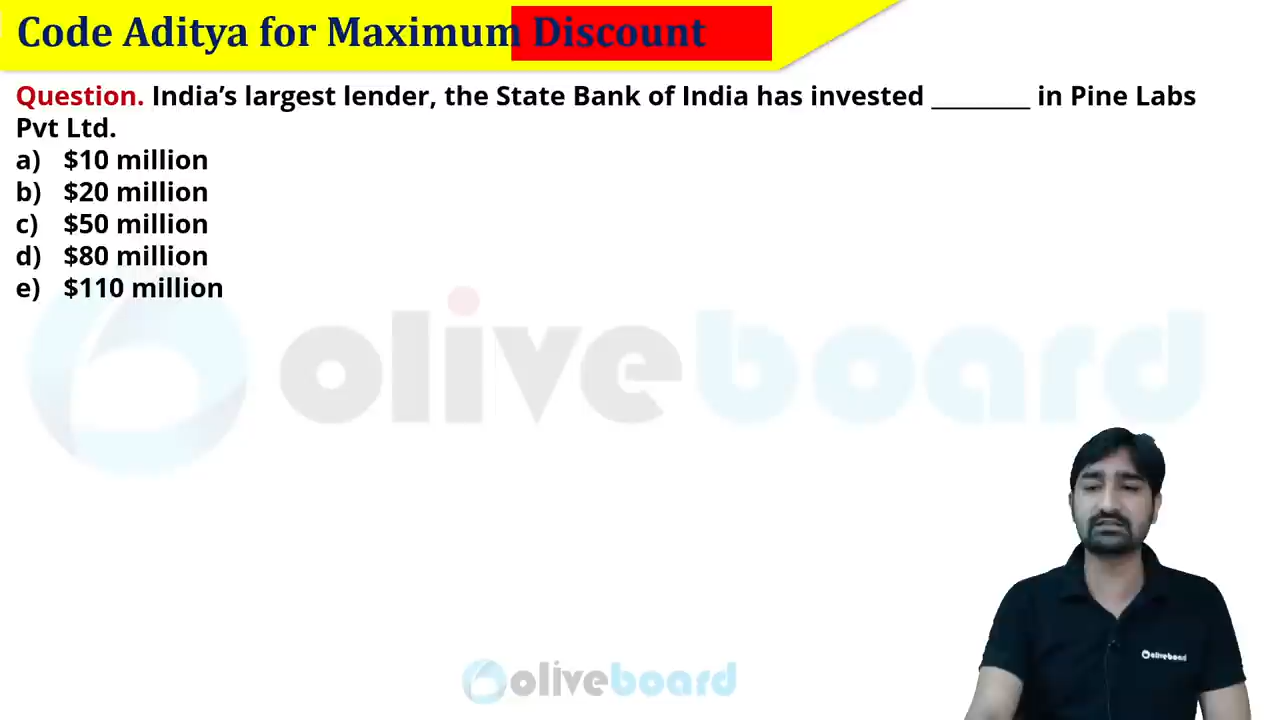 Code Aditya for Maximum Discount
Question. India’s largest lender, the State Bank of India has invested _________ in Pine Labs
Pvt Ltd.
a) $10 million
b) $20 million
c) $50 million
d) $80 million
e) $110 million
oliveboard
oliveboard
oliveboard